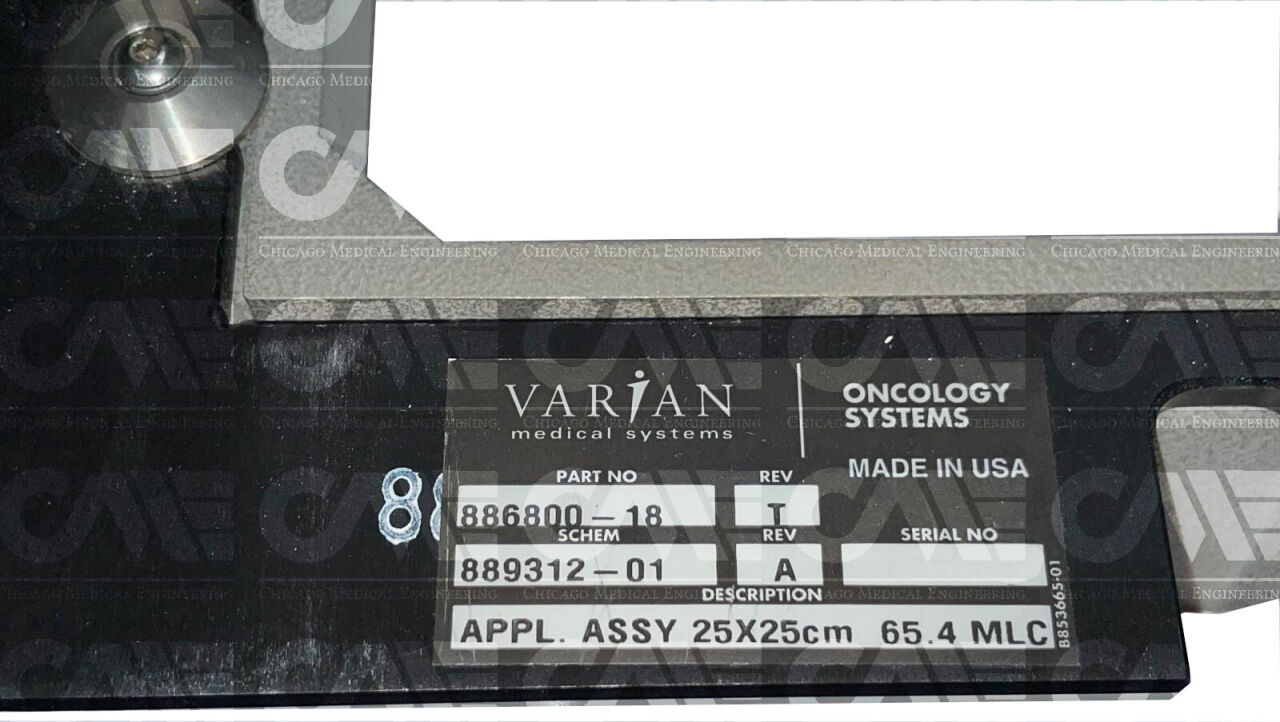 VARIAN
medical systems
ONCOLOGY
SYSTEMS
MADE IN USA
PART NO REV
886800-18 T
SCHEM REV SERIAL NO
889312-01 A
DESCRIPTION
APPL. ASSY 25X25cm 65.4 MLC
B853665-01
88
CME
CHICAGO MEDICAL ENGINEERING